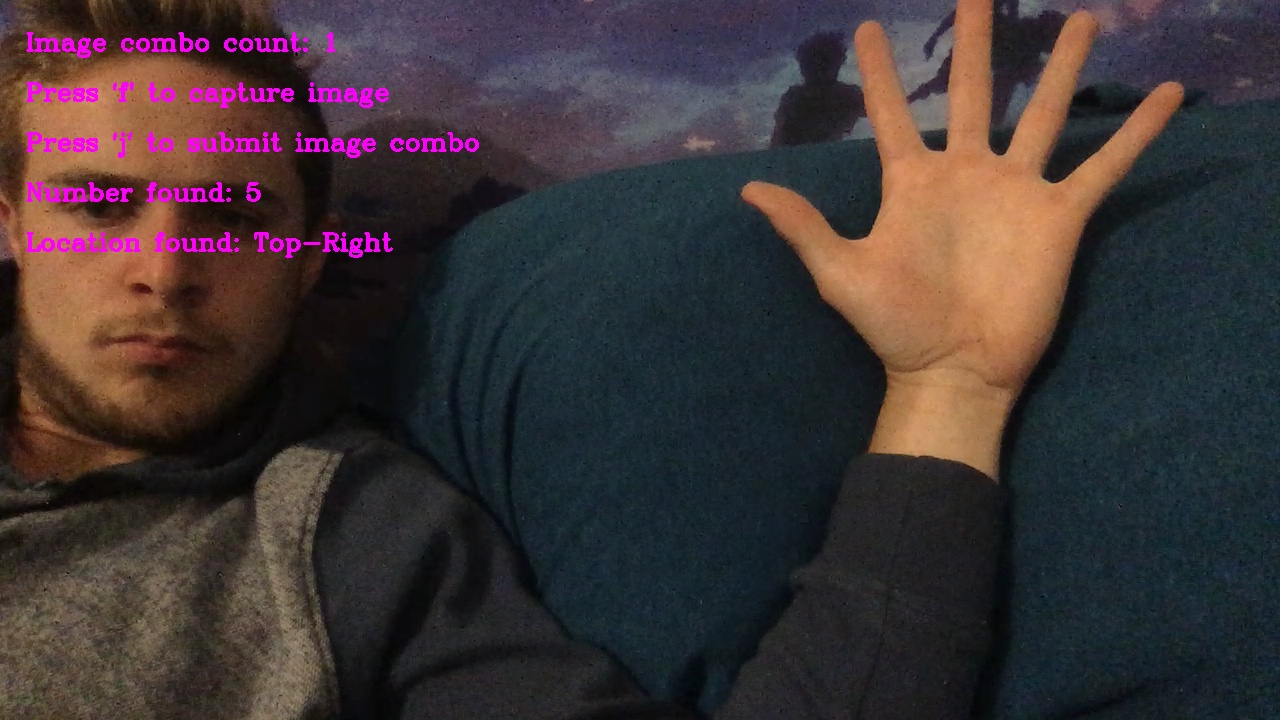 Image combo count: 1
Press 'f' to capture image
Press 'j' to submit image combo
Number found: 5
Location found: Top-Right